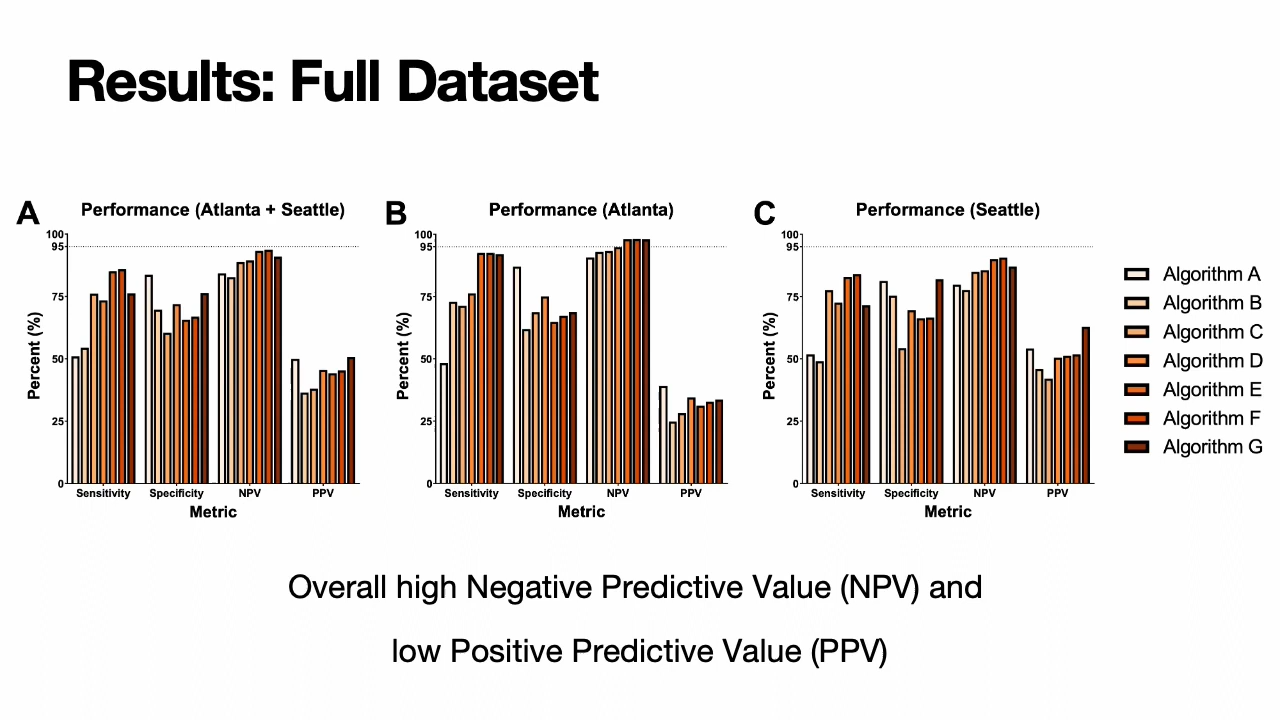 Results: Full Dataset
A
Performance (Atlanta + Seattle)
100
95
75
50
25
0
Percent (%)
Sensitivity Specificity NPV PPV
Metric
B
Performance (Atlanta)
100
95
75
50
25
0
Percent (%)
Sensitivity Specificity NPV PPV
Metric
C
Performance (Seattle)
100
95
75
50
25
0
Percent (%)
Sensitivity Specificity NPV PPV
Metric
Algorithm A
Algorithm B
Algorithm C
Algorithm D
Algorithm E
Algorithm F
Algorithm G
Overall high Negative Predictive Value (NPV) and
low Positive Predictive Value (PPV)